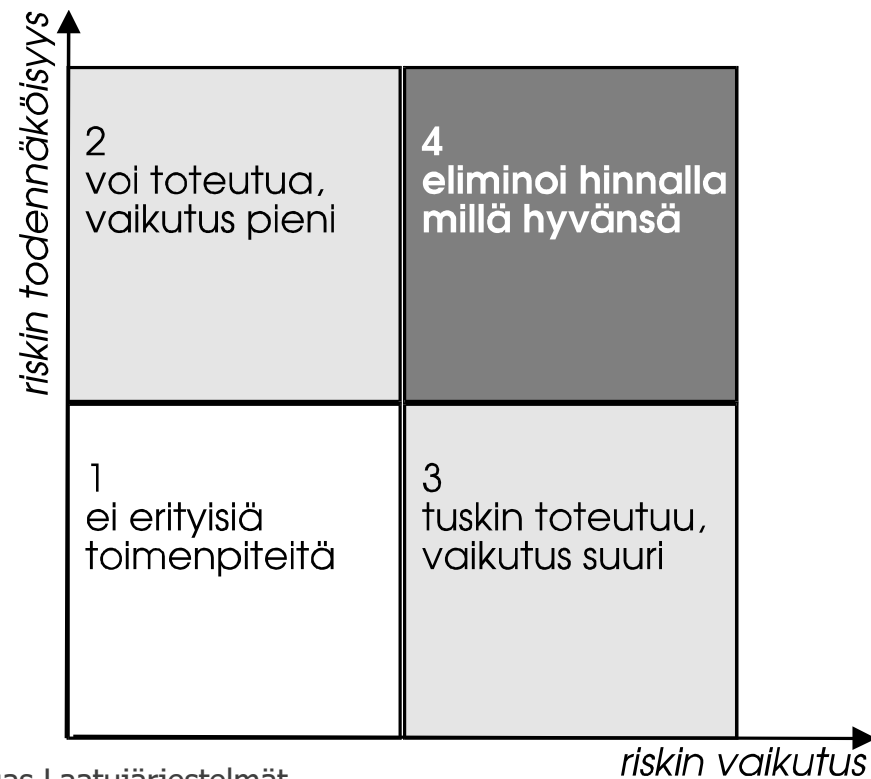 riskin todennäköisyys
2
voi toteutua,
vaikutus pieni
4
eliminoi hinnalla
millä hyvänsä
1
ei erityisiä
toimenpiteitä
3
tuskin toteutuu,
vaikutus suuri
riskin vaikutus
Laatujärjestelmät